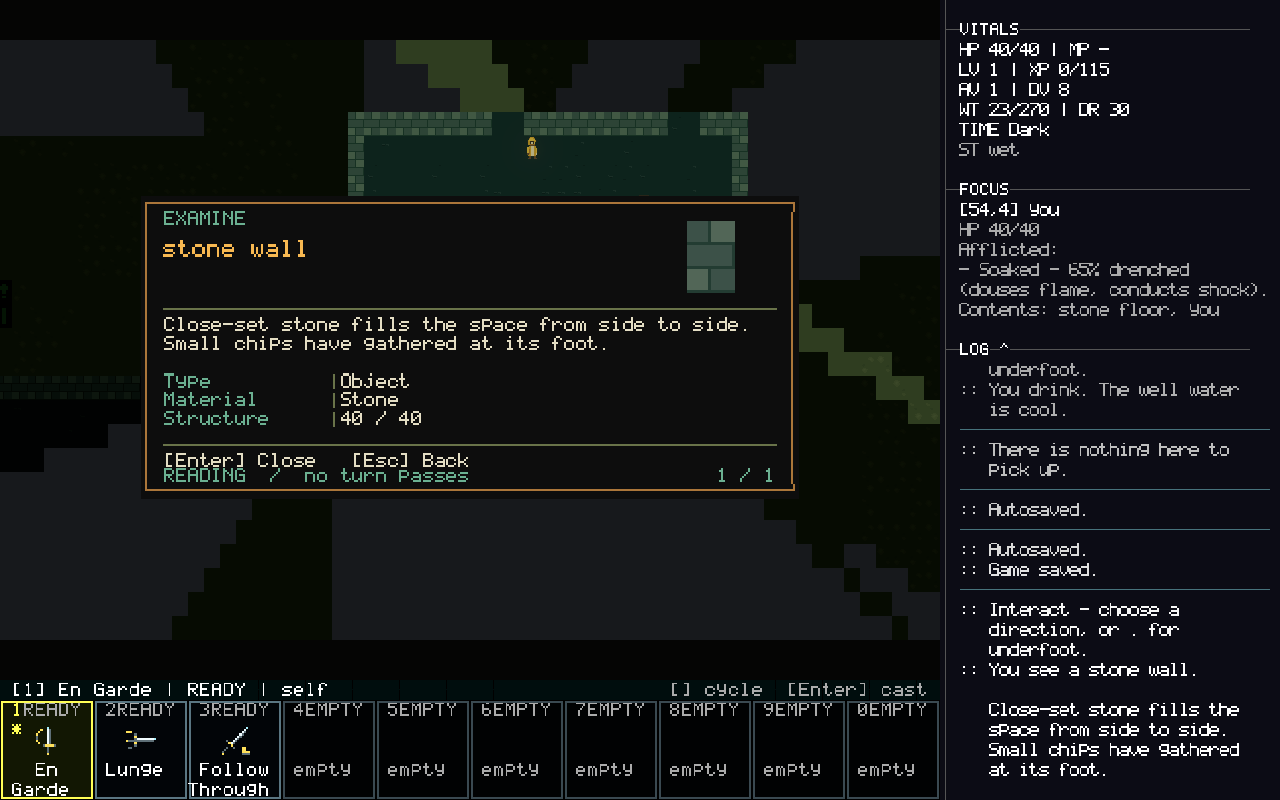 EXAMINE
stone wall
Close-set stone fills the space from side to side.
Small chips have gathered at its foot.
Type |Object
Material |Stone
Structure |40 / 40
[Enter] Close [Esc] Back
READING / no turn passes 1 / 1
[1] En Garde | READY | self [] cycle [Enter] cast
1READY 2READY 3READY 4EMPTY 5EMPTY 6EMPTY 7EMPTY 8EMPTY 9EMPTY 0EMPTY
*
En Garde
Lunge
Follow Through
empty empty empty empty empty empty empty
VITALS
HP 40/40 | MP -
LV 1 | XP 0/115
AV 1 | DV 8
WT 23/270 | DR 30
TIME Dark
ST wet
FOCUS
[54,4] You
HP 40/40
Afflicted:
- Soaked - 65% drenched
(douses flame, conducts shock).
Contents: stone floor, You
LOG ^
underfoot.
:: You drink. The well water
is cool.
:: There is nothing here to
pick up.
:: Autosaved.
:: Autosaved.
:: Game saved.
:: Interact - choose a
direction, or . for
underfoot.
:: You see a stone wall.
Close-set stone fills the
space from side to side.
Small chips have gathered
at its foot.